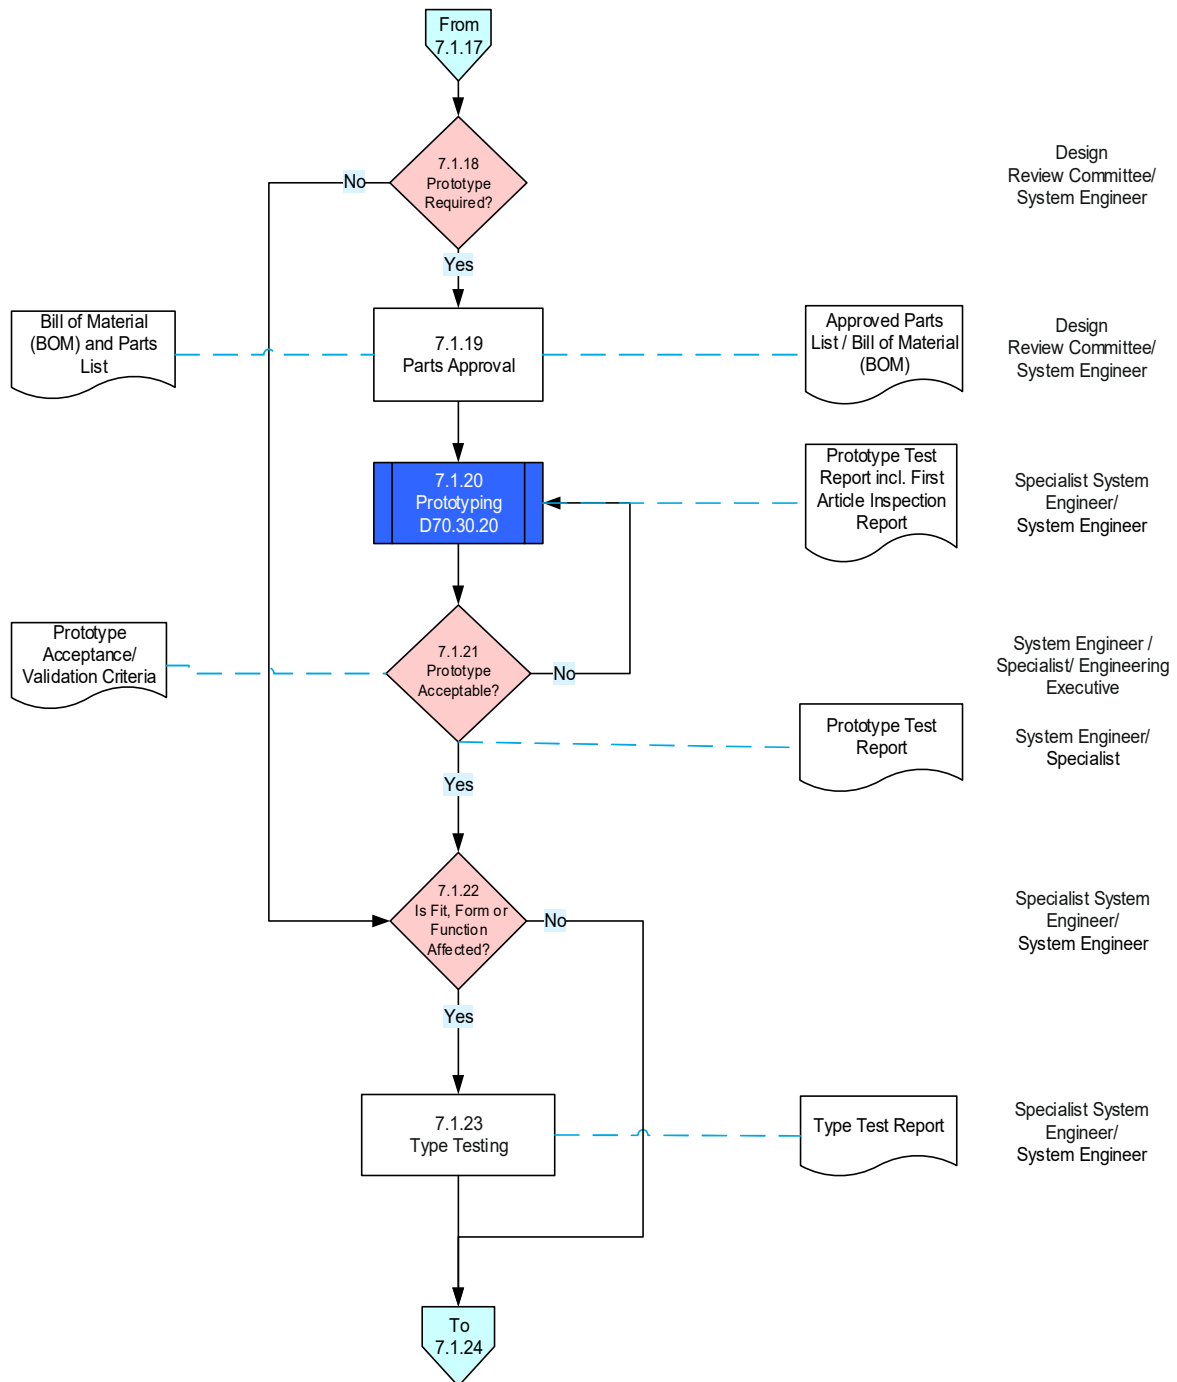 From
7.1.17
7.1.18
Prototype
Required?
No
Design
Review Committee/
System Engineer
Yes
Bill of Material
(BOM) and Parts
List
7.1.19
Parts Approval
Approved Parts
List / Bill of Material
(BOM)
Design
Review Committee/
System Engineer
7.1.20
Prototyping
D70.30.20
Prototype Test
Report incl. First
Article Inspection
Report
Specialist System
Engineer/
System Engineer
Prototype
Acceptance/
Validation Criteria
7.1.21
Prototype
Acceptable?
No
System Engineer /
Specialist/ Engineering
Executive
Prototype Test
Report
System Engineer/
Specialist
Yes
7.1.22
Is Fit, Form or
Function
Affected?
No
Specialist System
Engineer/
System Engineer
Yes
7.1.23
Type Testing
Type Test Report
Specialist System
Engineer/
System Engineer
To
7.1.24